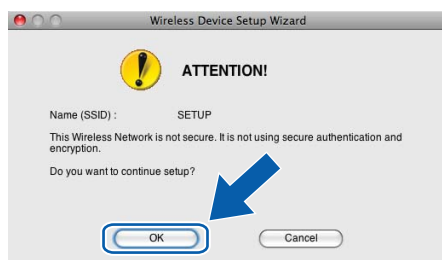 Wireless Device Setup Wizard
ATTENTION!
Name (SSID) : SETUP
This Wireless Network is not secure. It is not using secure authentication and
encryption.
Do you want to continue setup?
OK Cancel